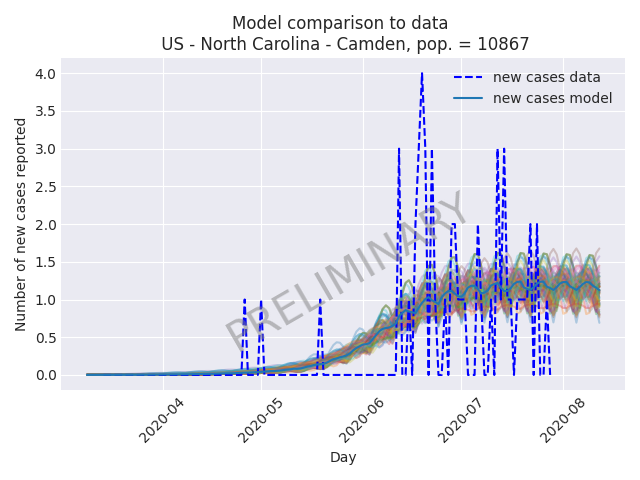 Model comparison to data
US - North Carolina - Camden, pop. = 10867
new cases data
new cases model
Number of new cases reported
4.0
3.5
3.0
2.5
2.0
1.5
1.0
0.5
0.0
PRELIMINARY
2020-04
2020-05
2020-06
2020-07
2020-08
Day